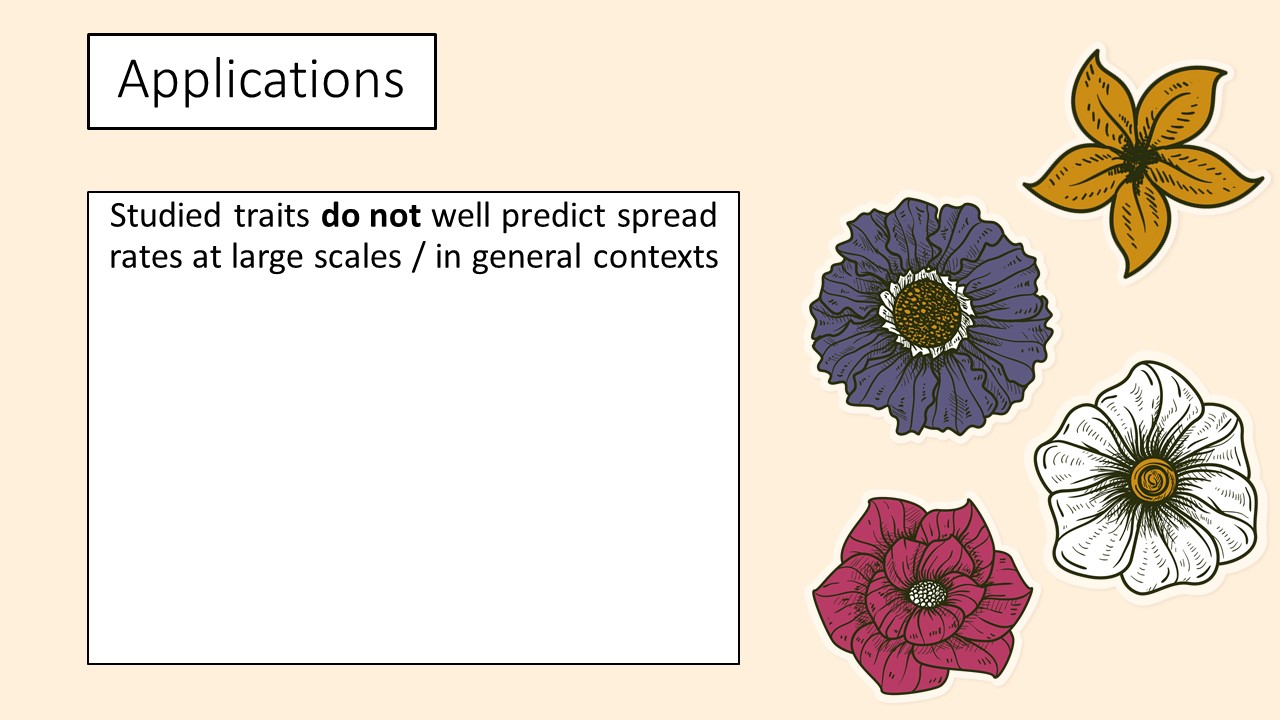 Applications
Studied traits do not well predict spread
rates at large scales / in general contexts